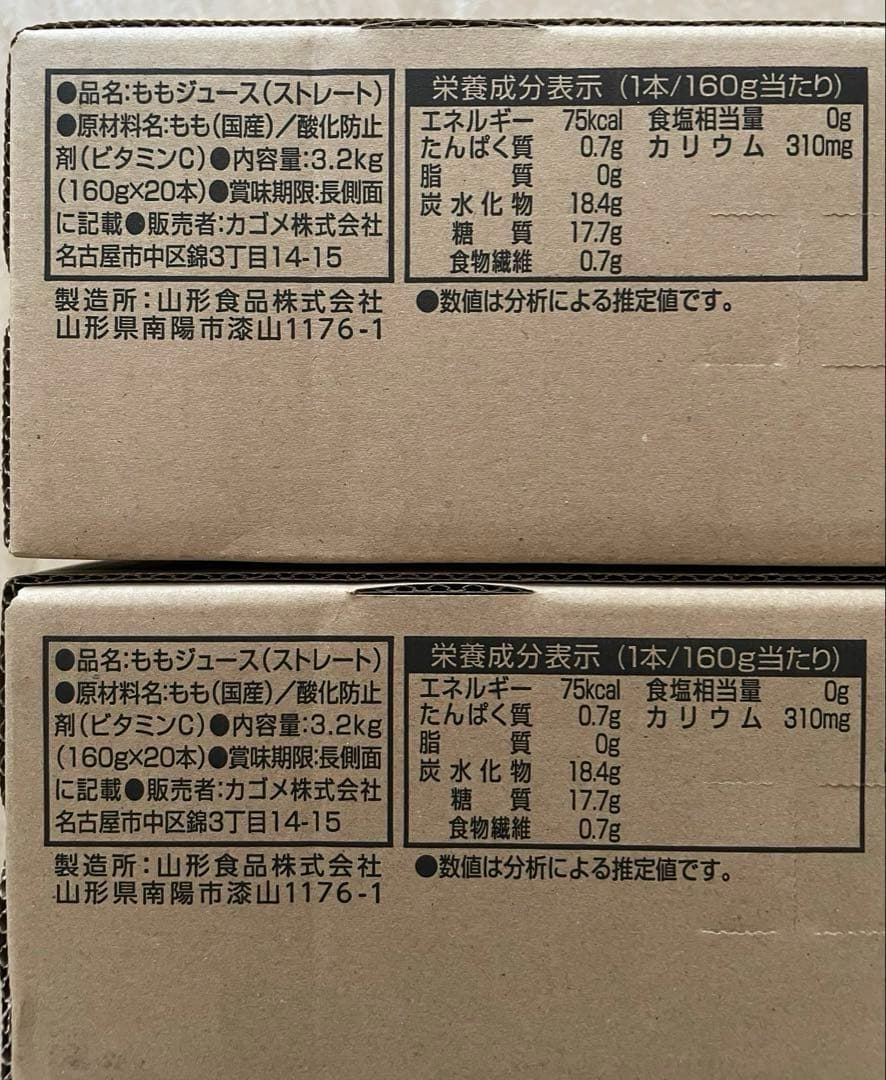 ●品名:ももジュース(ストレート)
●原材料名:もも(国産)/酸化防止
剤(ビタミンC)●内容量:3.2kg
(160g×20本)●賞味期限:長側面
に記載●販売者:カゴメ株式会社
名古屋市中区錦3丁目14-15
製造所:山形食品株式会社
山形県南陽市漆山1176-1
栄養成分表示 (1本/160g当たり)
エネルギー 75kcal 食塩相当量 0g
たんぱく質 0.7g カリウム 310mg
脂質 0g
炭水化物 18.4g
糖質 17.7g
食物繊維 0.7g
●数値は分析による推定値です。
●品名:ももジュース(ストレート)
●原材料名:もも(国産)/酸化防止
剤(ビタミンC)●内容量:3.2kg
(160g×20本)●賞味期限:長側面
に記載●販売者:カゴメ株式会社
名古屋市中区錦3丁目14-15
製造所:山形食品株式会社
山形県南陽市漆山1176-1
栄養成分表示 (1本/160g当たり)
エネルギー 75kcal 食塩相当量 0g
たんぱく質 0.7g カリウム 310mg
脂質 0g
炭水化物 18.4g
糖質 17.7g
食物繊維 0.7g
●数値は分析による推定値です。